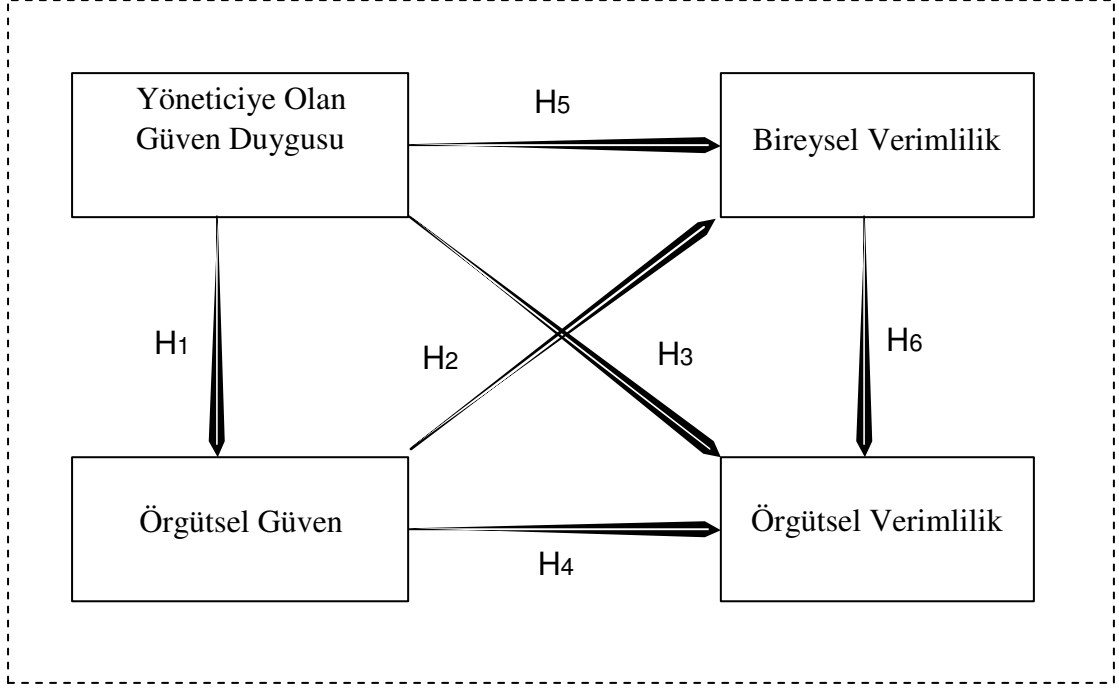 Yöneticiye Olan
Güven Duygusu
H5
Bireysel Verimlilik
H1
H2
H3
H6
Örgütsel Güven
H4
Örgütsel Verimlilik